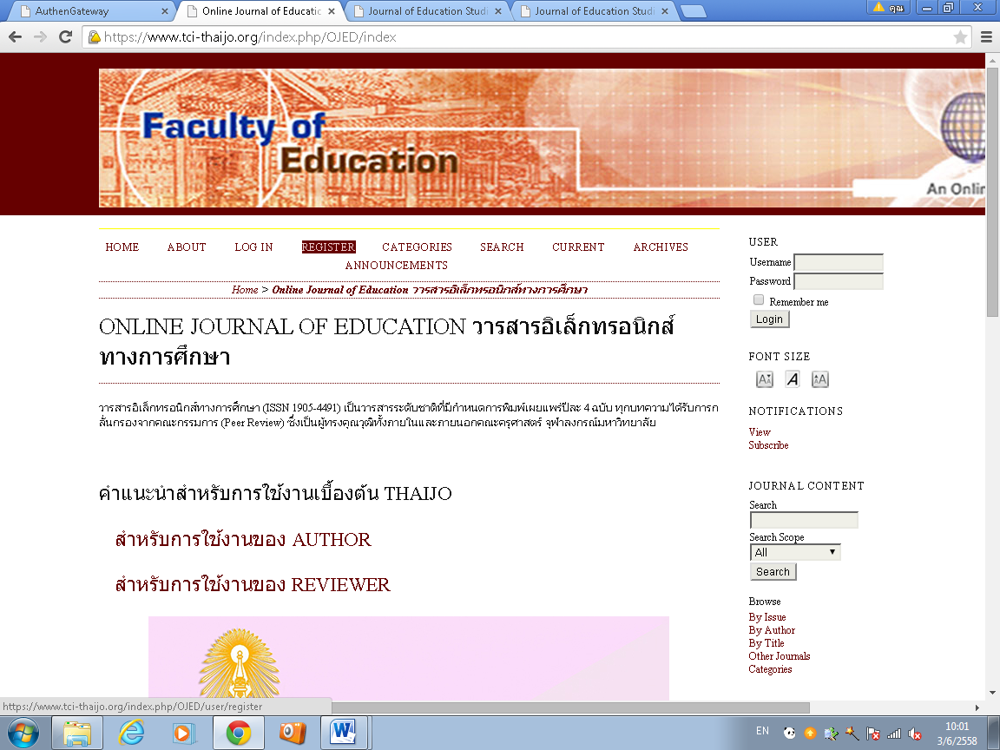 AuthenGateway
Online Journal of Educatic
Journal of Education Studi
Journal of Education Studi
คุณ
https://www.tci-thaijo.org/index.php/OJED/index
Faculty of
Education
An Onlin
HOME ABOUT LOG IN REGISTER CATEGORIES SEARCH CURRENT ARCHIVES
ANNOUNCEMENTS
Home > Online Journal of Education วารสารอิเล็กทรอนิกส์ทางการศึกษา
ONLINE JOURNAL OF EDUCATION วารสารอิเล็กทรอนิกส์
ทางการศึกษา
วารสารอิเล็กทรอนิกส์ทางการศึกษา (ISSN 1905-4491) เป็นวารสารระดับชาติที่มีกำหนดการพิมพ์เผยแพร่ปีละ 4 ฉบับ ทุกบทความได้รับการก
ลั่นกรองจากคณะกรรมการ (Peer Review) ซึ่งเป็นผู้ทรงคุณวุฒิทั้งภายในและภายนอกคณะครุศาสตร์ จุฬาลงกรณ์มหาวิทยาลัย
คำแนะนำสำหรับการใช้งานเบื้องต้น THAIJO
สำหรับการใช้งานของ AUTHOR
สำหรับการใช้งานของ REVIEWER
USER
Username
Password
Remember me
Login
FONT SIZE
NOTIFICATIONS
View
Subscribe
JOURNAL CONTENT
Search
Search Scope
All
Search
Browse
By Issue
By Author
By Title
Other Journals
Categories
https://www.tci-thaijo.org/index.php/OJED/user/register
EN
10:01
3/6/2558